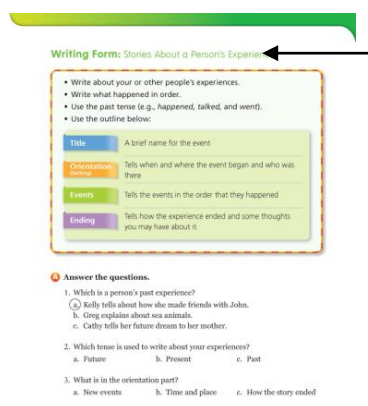 Writing Form: Stories About a Person's Experien
• Write about your or other people's experiences.
• Write what happened in order.
• Use the past tense (e.g., happened, talked, and went).
• Use the outline below:
Title A brief name for the event
Orientation (Setting) Tells when and where the event began and who was
there
Events Tells the events in the order that they happened
Ending Tells how the experience ended and some thoughts
you may have about it
A Answer the questions.
1. Which is a person's past experience?
a. Kelly tells about how she made friends with John.
b. Greg explains about sea animals.
c. Cathy tells her future dream to her mother.
2. Which tense is used to write about your experiences?
a. Future b. Present c. Past
3. What is in the orientation part?
a. New events b. Time and place c. How the story ended